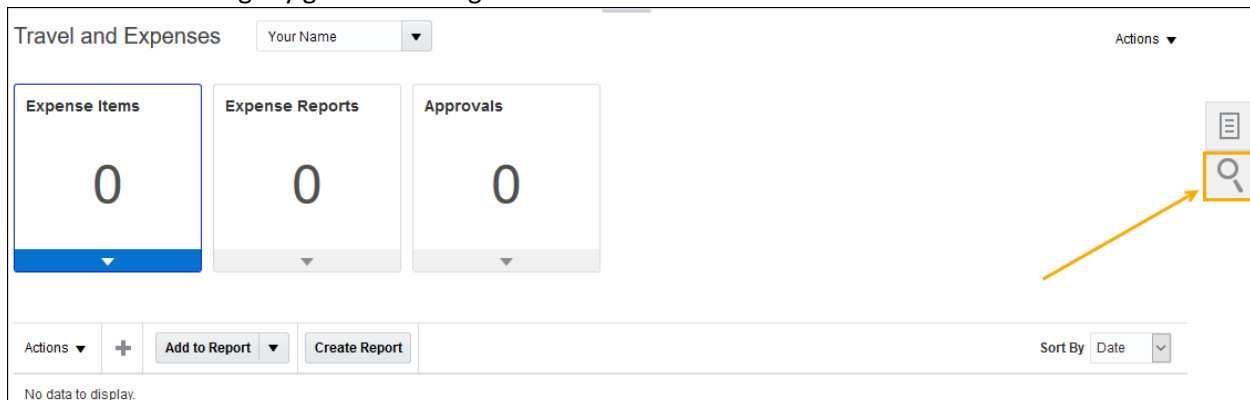 Travel and Expenses Your Name Actions
Expense Items Expense Reports Approvals
0 0 0
Actions Add to Report Create Report Sort By Date
No data to display.